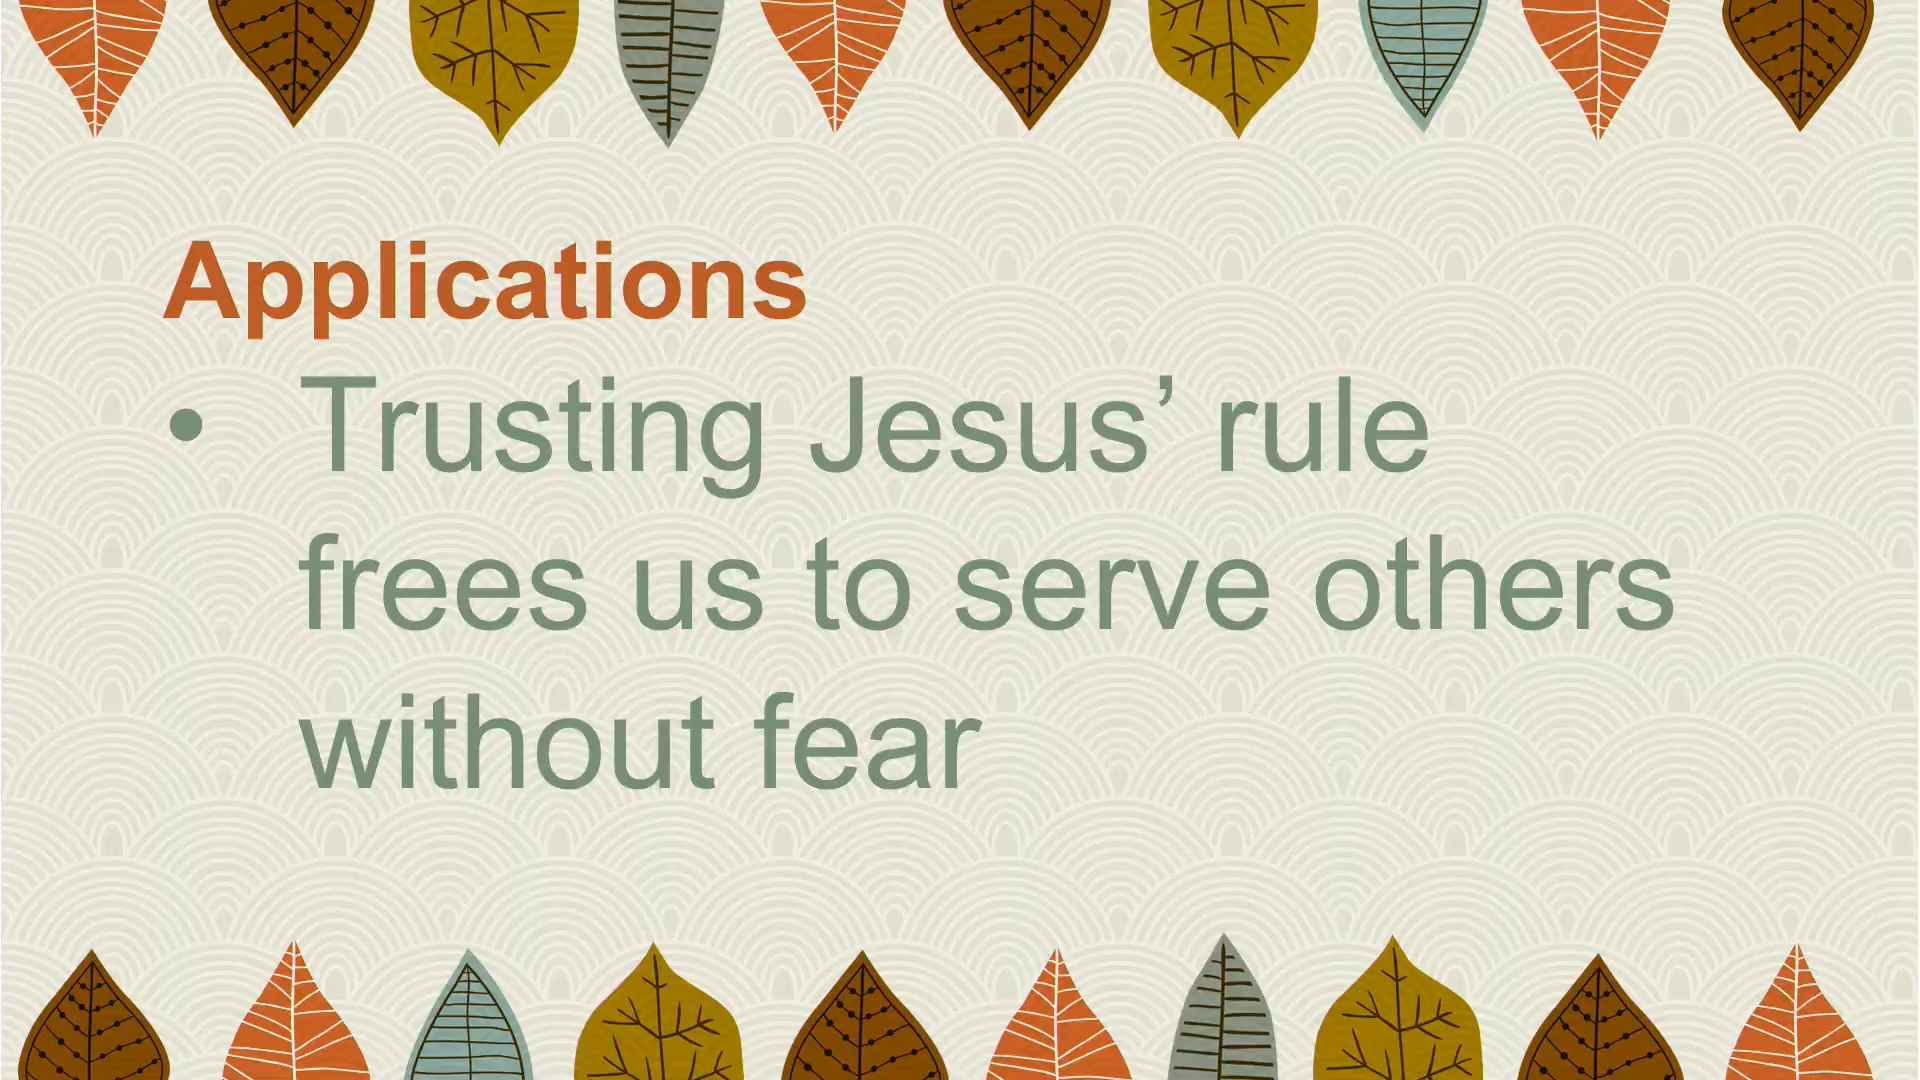 Applications
• Trusting Jesus’ rule
frees us to serve others
without fear